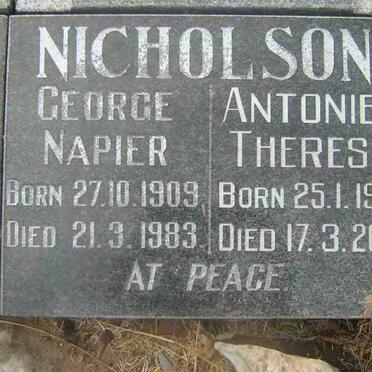 NICHOLSON
GEORGE
NAPIER
BORN 27.10.1909
DIED 21.3.1983
ANTONIE
THERES
BORN 25.1.19
DIED 17.3.20
AT PEACE.